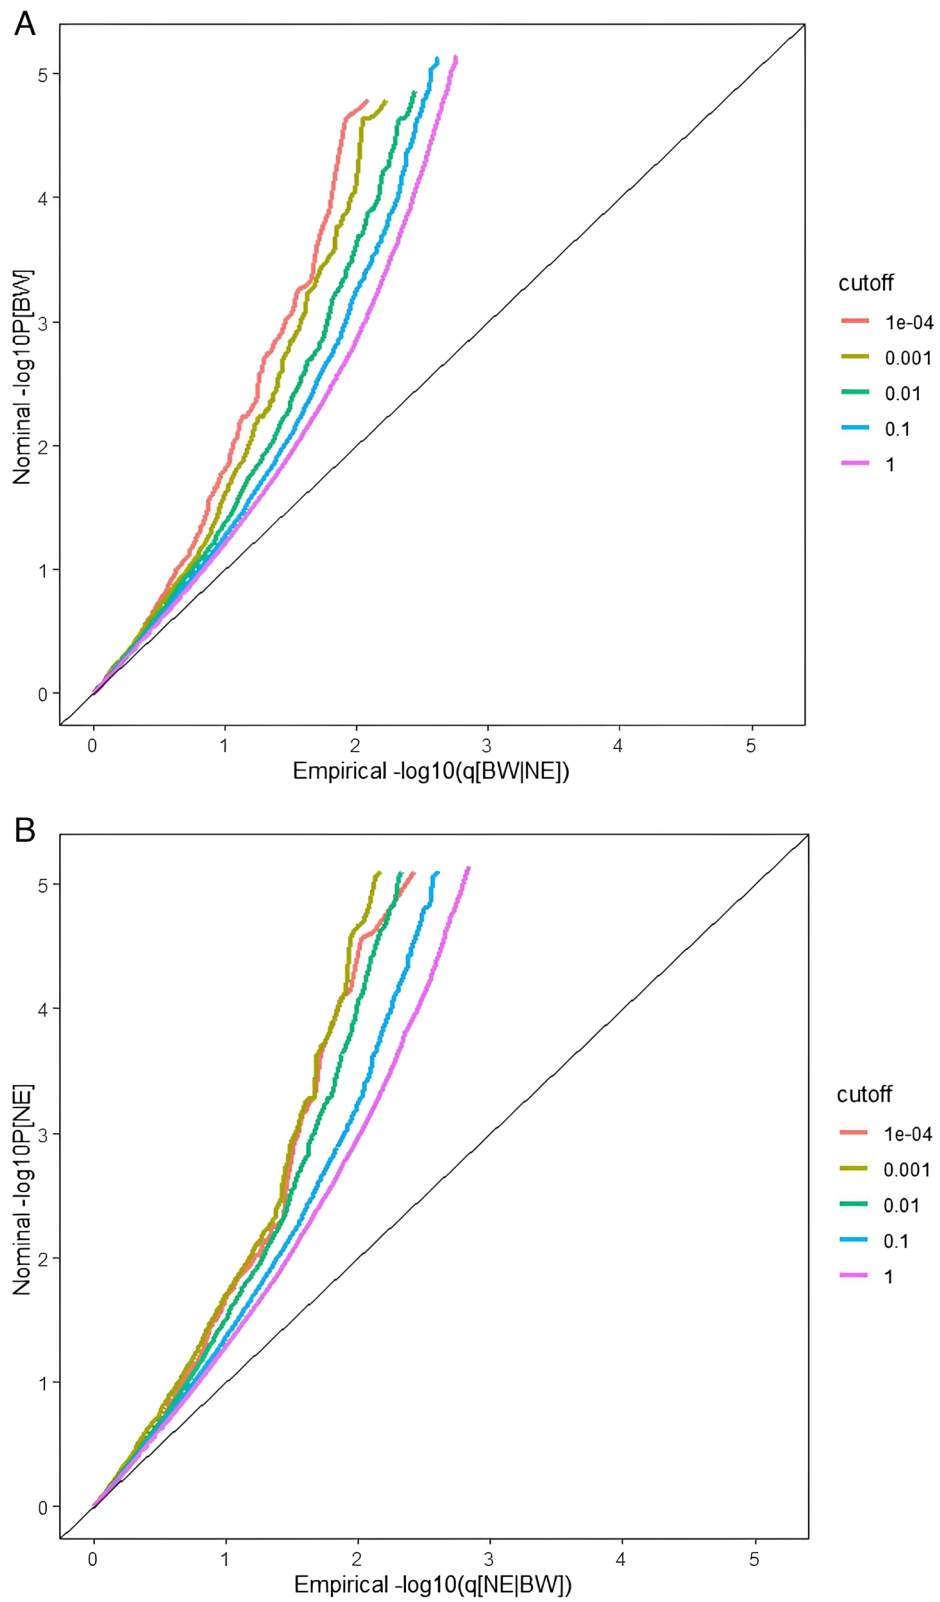 A
5
4
3
2
1
0
Nominal -log10P[BW]
0 1 2 3 4 5
Empirical -log10(q[BW|NE])
cutoff
1e-04
0.001
0.01
0.1
1
B
5
4
3
2
1
0
Nominal -log10P[NE]
0 1 2 3 4 5
Empirical -log10(q[NE|BW])
cutoff
1e-04
0.001
0.01
0.1
1